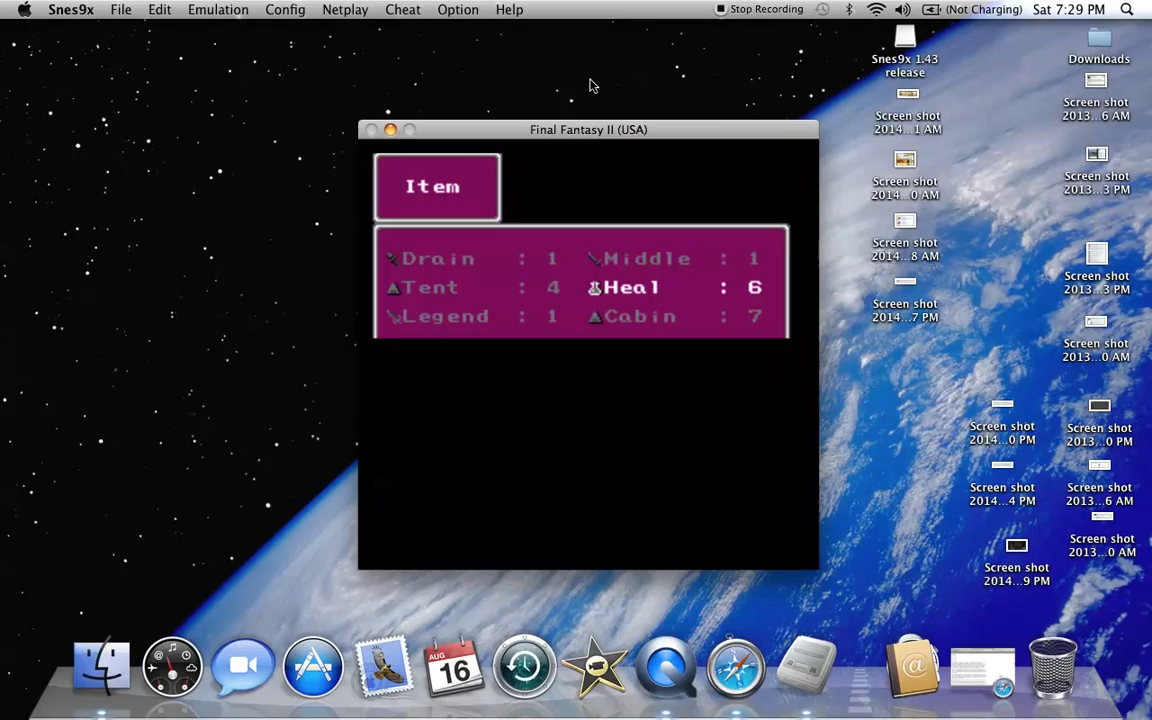 Snes9x File Edit Emulation Config Netplay Cheat Option Help Stop Recording (Not Charging) Sat 7:29 PM
Snes9x 1.43
release
Downloads
Screen shot
2014...1 AM
Screen shot
2013...6 AM
Screen shot
2014...0 AM
Screen shot
2013...3 PM
Screen shot
2014...8 AM
Screen shot
2013...3 PM
Screen shot
2014...7 PM
Screen shot
2013...0 AM
Screen shot
2014...0 PM
Screen shot
2013...0 PM
Screen shot
2014...4 PM
Screen shot
2013...6 AM
Screen shot
2014...9 PM
Screen shot
2013...0 AM
Final Fantasy II (USA)
Item
Drain : 1 Middle : 1
Tent : 4 Heal : 6
Legend : 1 Cabin : 7
AUG
16